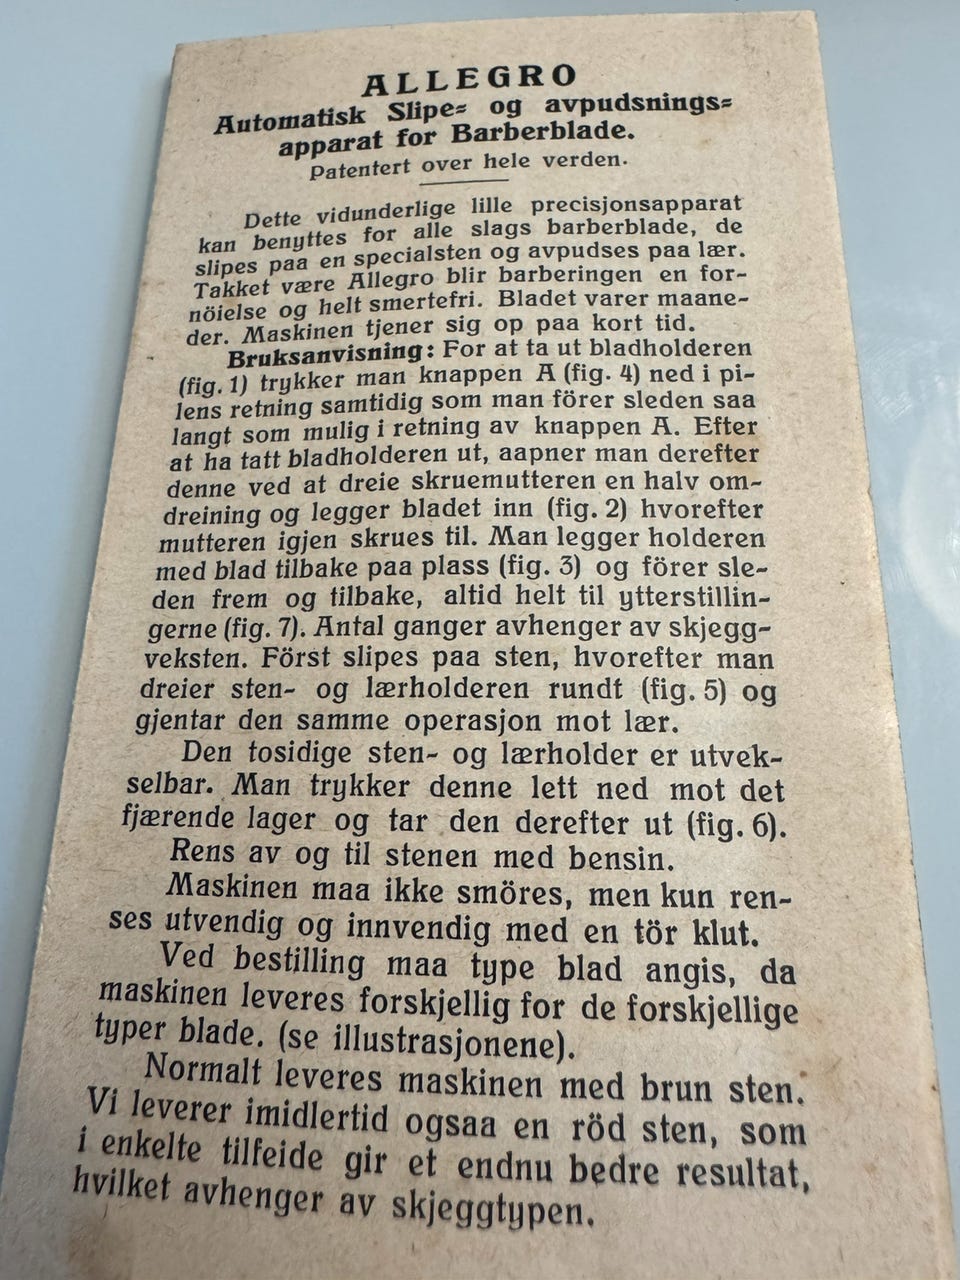 ALLEGRO
Automatisk Slipe= og avpudsnings=
apparat for Barberblade.
Patentert over hele verden.
Dette vidunderlige lille precisjonsapparat
kan benyttes for alle slags barberblade, de
slipes paa en specialsten og avpudses paa lær.
Takket være Allegro blir barberingen en for-
nöielse og helt smertefri. Bladet varer maane-
der. Maskinen tjener sig op paa kort tid.
Bruksanvisning: For at ta ut bladholderen
(fig. 1) trykker man knappen A (fig. 4) ned i pi-
lens retning samtidig som man förer sleden saa
langt som mulig i retning av knappen A. Efter
at ha tatt bladholderen ut, aapner man derefter
denne ved at dreie skruemutteren en halv om-
dreining og legger bladet inn (fig. 2) hvorefter
mutteren igjen skrues til. Man legger holderen
med blad tilbake paa plass (fig. 3) og förer sle-
den frem og tilbake, altid helt til ytterstillin-
gerne (fig. 7). Antal ganger avhenger av skjegg-
veksten. Först slipes paa sten, hvorefter man
dreier sten- og lærholderen rundt (fig. 5) og
gjentar den samme operasjon mot lær.
Den tosidige sten- og lærholder er utvek-
selbar. Man trykker denne lett ned mot det
fjærende lager og tar den derefter ut (fig. 6).
Rens av og til stenen med bensin.
Maskinen maa ikke smöres, men kun ren-
ses utvendig og innvendig med en tör klut.
Ved bestilling maa type blad angis, da
maskinen leveres forskjellig for de forskjellige
typer blade. (se illustrasjonene).
Normalt leveres maskinen med brun sten.
Vi leverer imidlertid ogsaa en röd sten, som
i enkelte tilfeide gir et endnu bedre resultat,
hvilket avhenger av skjeggtypen.